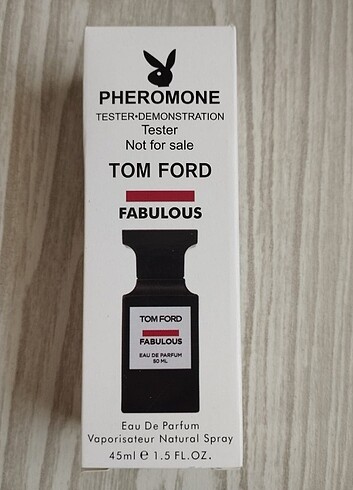 PHEROMONE
TESTER•DEMONSTRATION
Tester
Not for sale
TOM FORD
FABULOUS
TOM FORD
FABULOUS
EAU DE PARFUM
50 ML
Eau De Parfum
Vaporisateur Natural Spray
45ml e 1.5 FL.OZ.